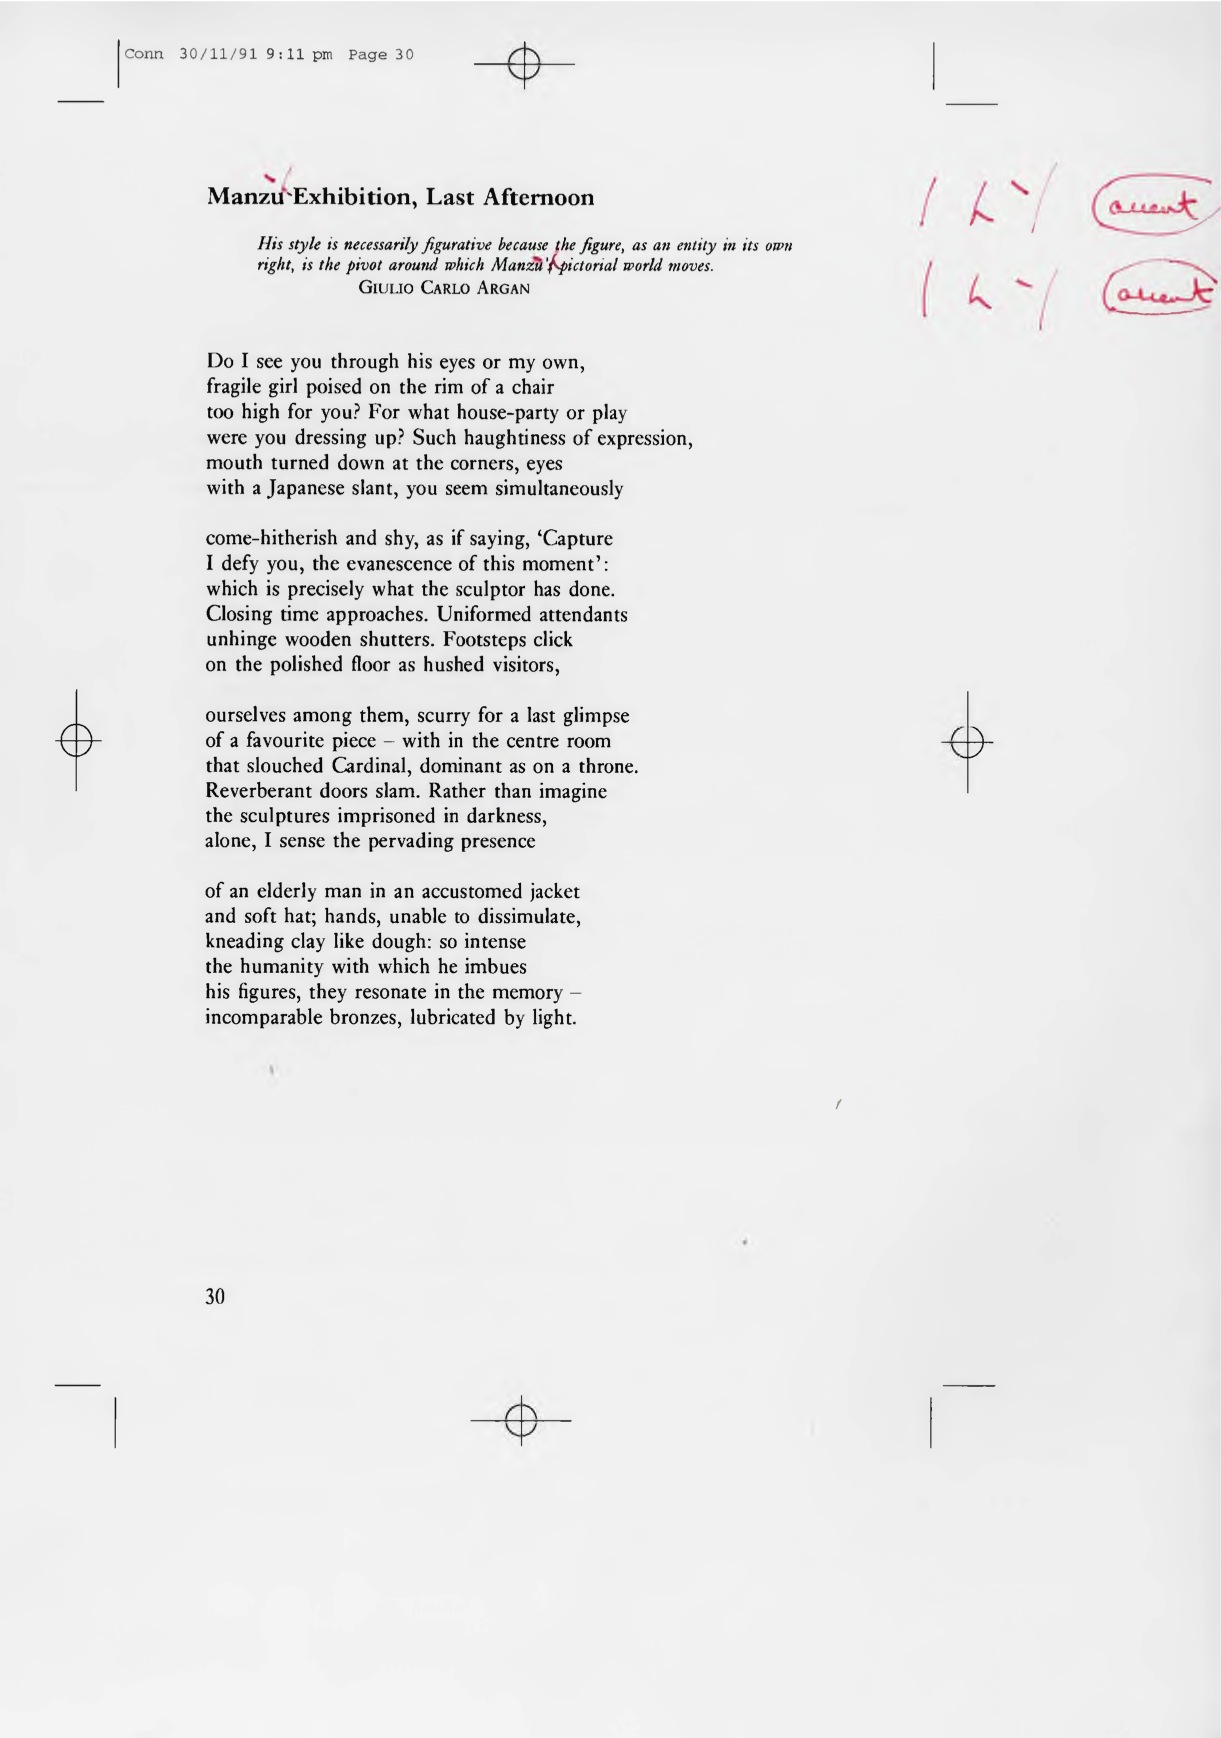 Conn 30/11/91 9:11 pm Page 30
Manzù Exhibition, Last Afternoon
accent
His style is necessarily figurative because the figure, as an entity in its own
right, is the pivot around which Manzù's pictorial world moves.
accent
GIULIO CARLO ARGAN
Do I see you through his eyes or my own,
fragile girl poised on the rim of a chair
too high for you? For what house-party or play
were you dressing up? Such haughtiness of expression,
mouth turned down at the corners, eyes
with a Japanese slant, you seem simultaneously
come-hitherish and shy, as if saying, ‘Capture
I defy you, the evanescence of this moment’:
which is precisely what the sculptor has done.
Closing time approaches. Uniformed attendants
unhinge wooden shutters. Footsteps click
on the polished floor as hushed visitors,
ourselves among them, scurry for a last glimpse
of a favourite piece – with in the centre room
that slouched Cardinal, dominant as on a throne.
Reverberant doors slam. Rather than imagine
the sculptures imprisoned in darkness,
alone, I sense the pervading presence
of an elderly man in an accustomed jacket
and soft hat; hands, unable to dissimulate,
kneading clay like dough: so intense
the humanity with which he imbues
his figures, they resonate in the memory –
incomparable bronzes, lubricated by light.
30